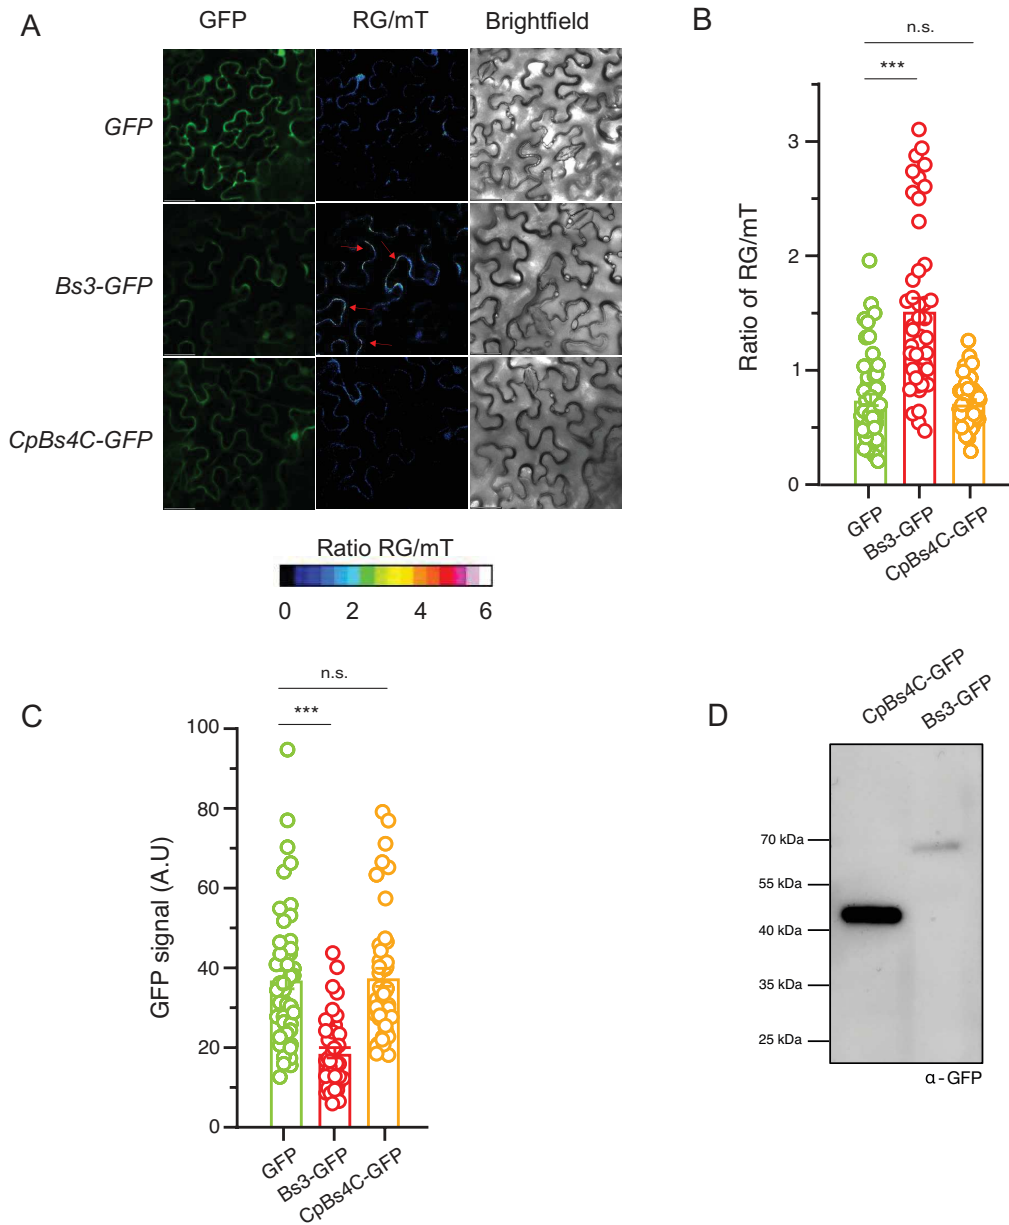 A
GFP
RG/mT
Brightfield
GFP
Bs3-GFP
CpBs4C-GFP
Ratio RG/mT
0 2 4 6
B
n.s.
***
Ratio of RG/mT
3
2
1
0
GFP
Bs3-GFP
CpBs4C-GFP
C
n.s.
***
GFP signal (A.U)
100
80
60
40
20
0
GFP
Bs3-GFP
CpBs4C-GFP
D
CpBs4C-GFP
Bs3-GFP
70 kDa
55 kDa
40 kDa
35 kDa
25 kDa
α-GFP